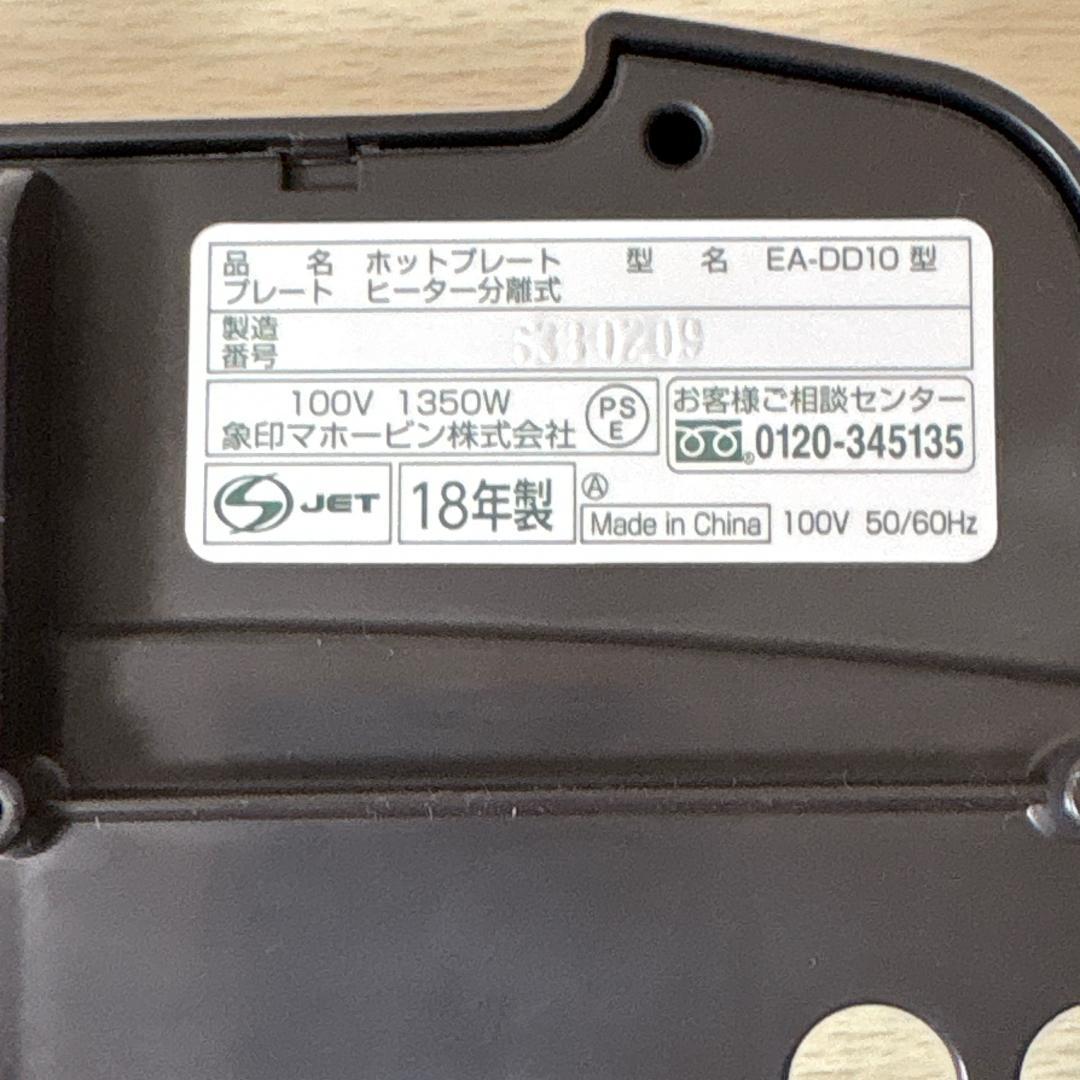 品名 ホットプレート 型名 EA-DD10 型
プレート ヒーター分離式
製造
番号 6380209
100V 1350W
象印マホービン株式会社
PS
E
お客様ご相談センター
0120-345135
JET
18年製
A
Made in China 100V 50/60Hz